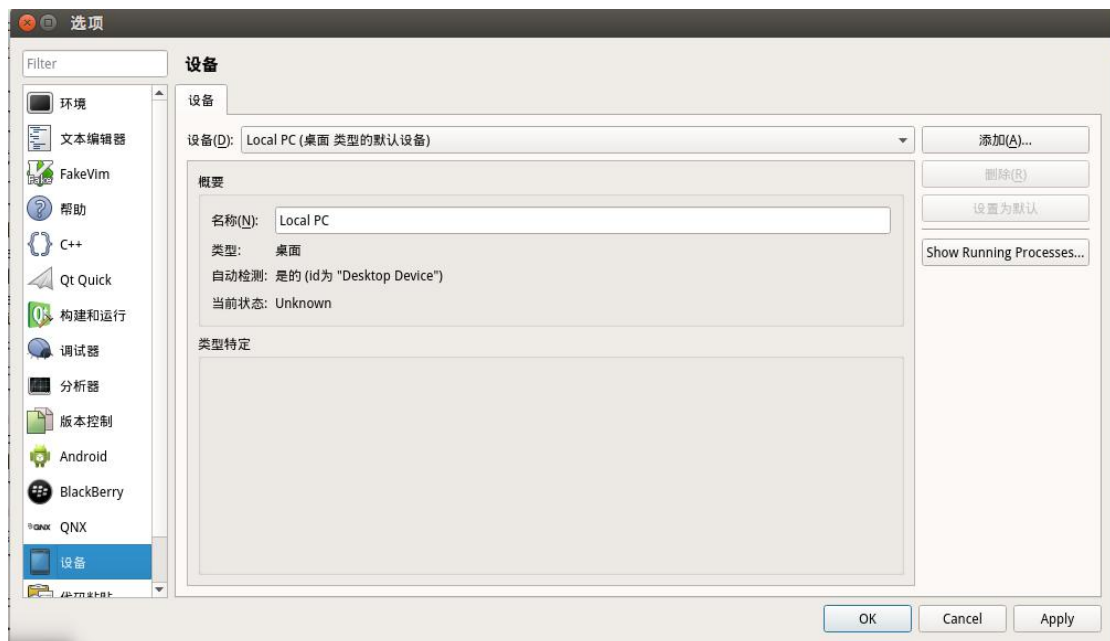 选项
Filter
环境
文本编辑器
FakeVim
帮助
C++
Qt Quick
构建和运行
调试器
分析器
版本控制
Android
BlackBerry
QNX
设备
代码粘贴
设备
设备
设备(D): Local PC (桌面 类型的默认设备)
概要
名称(N): Local PC
类型: 桌面
自动检测: 是的 (id为 "Desktop Device")
当前状态: Unknown
类型特定
添加(A)...
删除(R)
设置为默认
Show Running Processes...
OK Cancel Apply